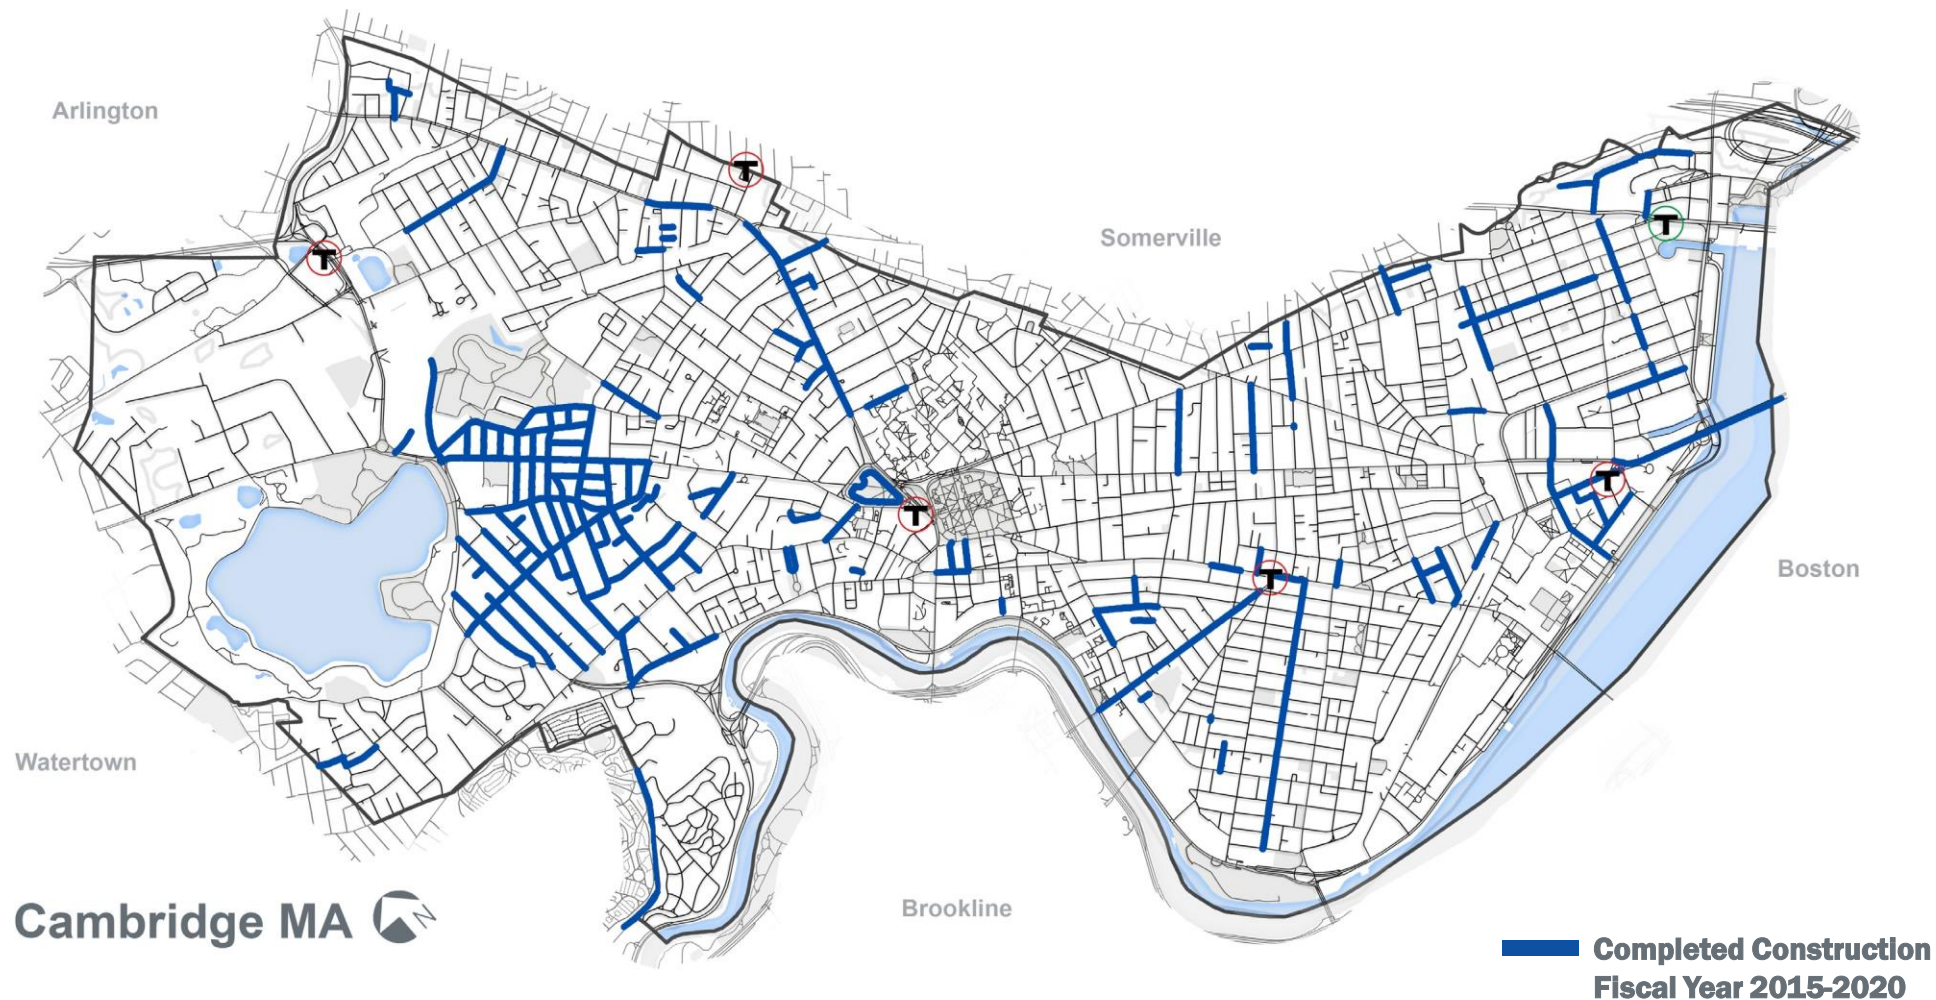 Arlington
T
Somerville
T
T
T
T
T
Boston
Watertown
Brookline
Cambridge MA N
Completed Construction
Fiscal Year 2015-2020